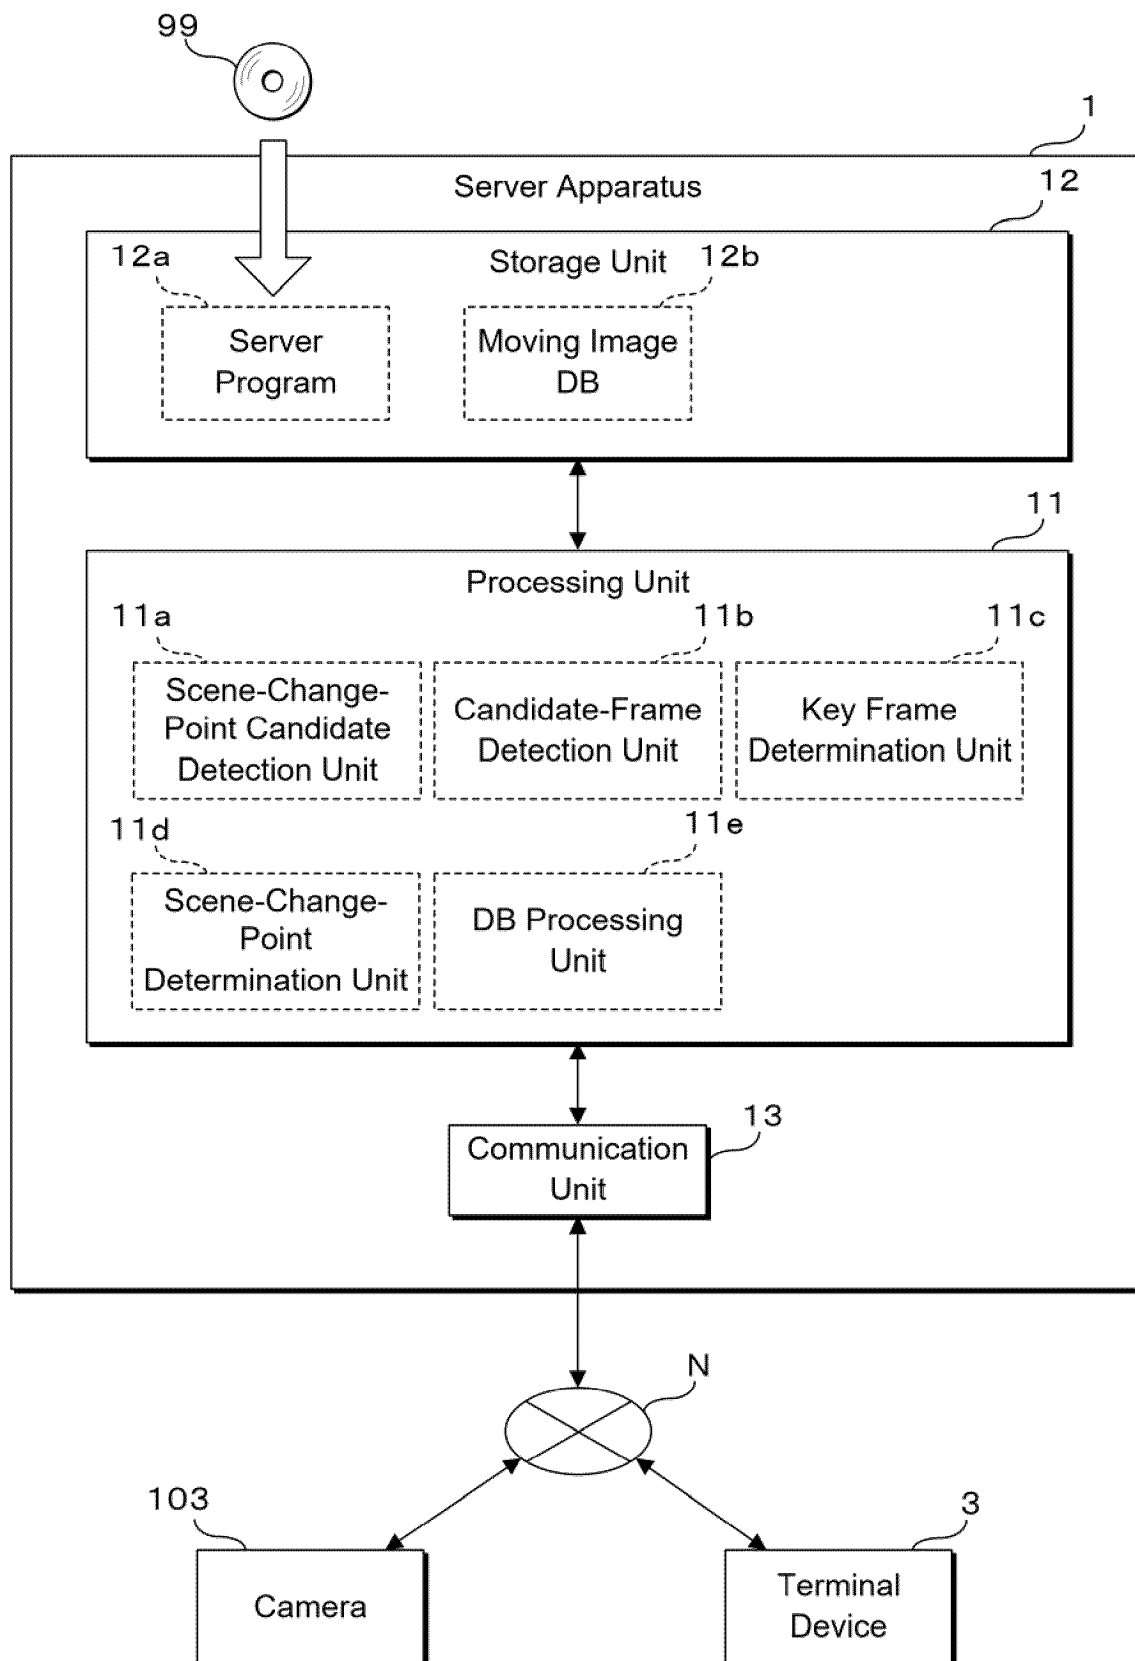 99
1
Server Apparatus
12
12a
Storage Unit
12b
Server
Program
Moving Image
DB
11
Processing Unit
11a
11b
11c
Scene-Change-
Point Candidate
Detection Unit
Candidate-Frame
Detection Unit
Key Frame
Determination Unit
11d
11e
Scene-Change-
Point
Determination Unit
DB Processing
Unit
13
Communication
Unit
N
103
3
Camera
Terminal
Device